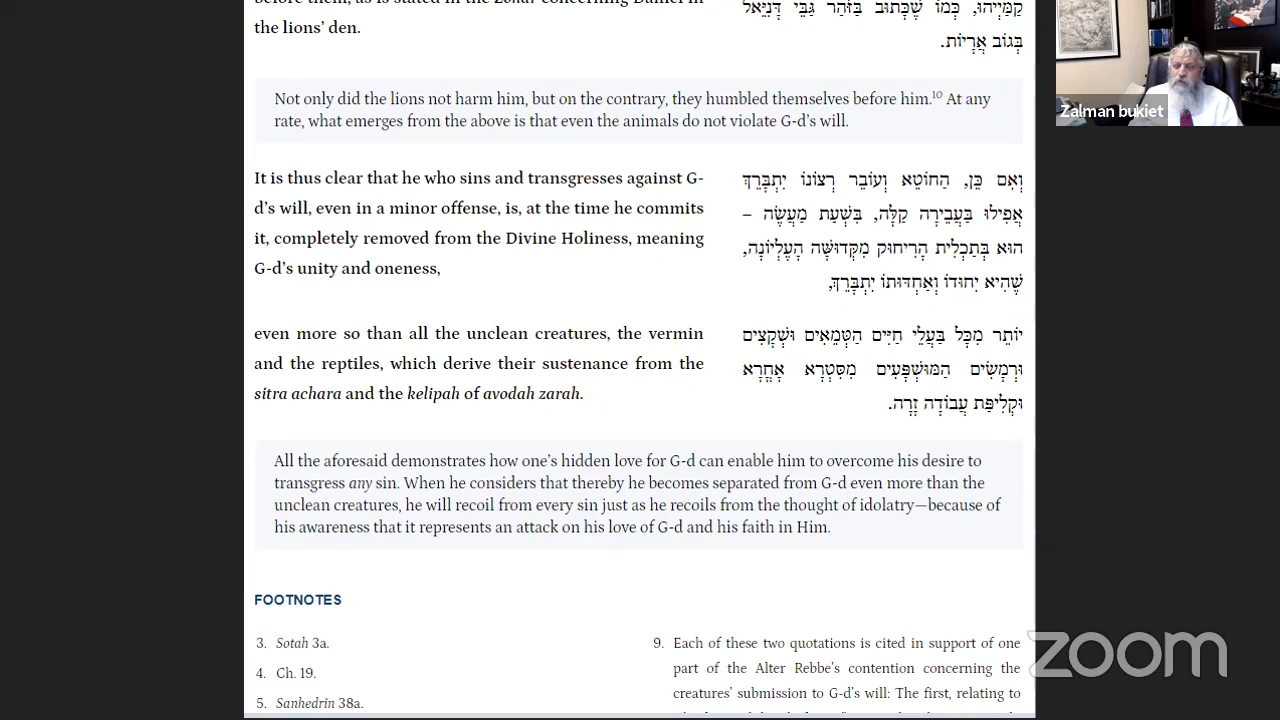 before them, as is stated in the Zohar concerning Daniel in
the lions’ den.
קַמַּיְיהוּ, כְּמוֹ שֶׁכָּתוּב בַּזֹּהַר גַּבֵּי דָּנִיֵּאל
בְּגוֹב אֲרָיוֹת.
Not only did the lions not harm him, but on the contrary, they humbled themselves before him.10 At any
rate, what emerges from the above is that even the animals do not violate G-d’s will.
It is thus clear that he who sins and transgresses against G-
d’s will, even in a minor offense, is, at the time he commits
it, completely removed from the Divine Holiness, meaning
G-d’s unity and oneness,
וְאִם כֵּן, הַחוֹטֵא וְעוֹבֵר רְצוֹנוֹ יִתְבָּרֵךְ
אֲפִילוּ בַּעֲבֵירָה קַלָּה, בִּשְׁעַת מַעֲשֶׂה –
הוּא בְּתַכְלִית הָרִיחוּק מִקְּדוּשָּׁה הָעֶלְיוֹנָה,
שֶׁהִיא יִחוּדוֹ וְאַחְדּוּתוֹ יִתְבָּרֵךְ,
even more so than all the unclean creatures, the vermin
and the reptiles, which derive their sustenance from the
sitra achara and the kelipah of avodah zarah.
יוֹתֵר מִכָּל בַּעֲלֵי חַיִּים הַטְּמֵאִים וּשְׁקָצִים
וּרְמָשִׂים הַמּוּשְׁפָּעִים מִסִּטְרָא אָחֳרָא
וּקְלִיפַּת עֲבוֹדָה זָרָה.
All the aforesaid demonstrates how one’s hidden love for G-d can enable him to overcome his desire to
transgress any sin. When he considers that thereby he becomes separated from G-d even more than the
unclean creatures, he will recoil from every sin just as he recoils from the thought of idolatry—because of
his awareness that it represents an attack on his love of G-d and his faith in Him.
FOOTNOTES
3. Sotah 3a.
4. Ch. 19.
5. Sanhedrin 38a.
9. Each of these two quotations is cited in support of one
part of the Alter Rebbe’s contention concerning the
creatures’ submission to G-d’s will: The first, relating to
Zalman bukiet
zoom